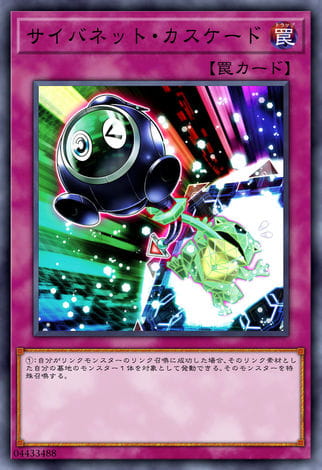 サイバネット・カスケード
トラップ
罠
【罠カード】
①：自分がリンクモンスターのリンク召喚に成功した場合、そのリンク素材とし
た自分の墓地のモンスター１体を対象として発動できる。そのモンスターを特
殊召喚する。
04433488